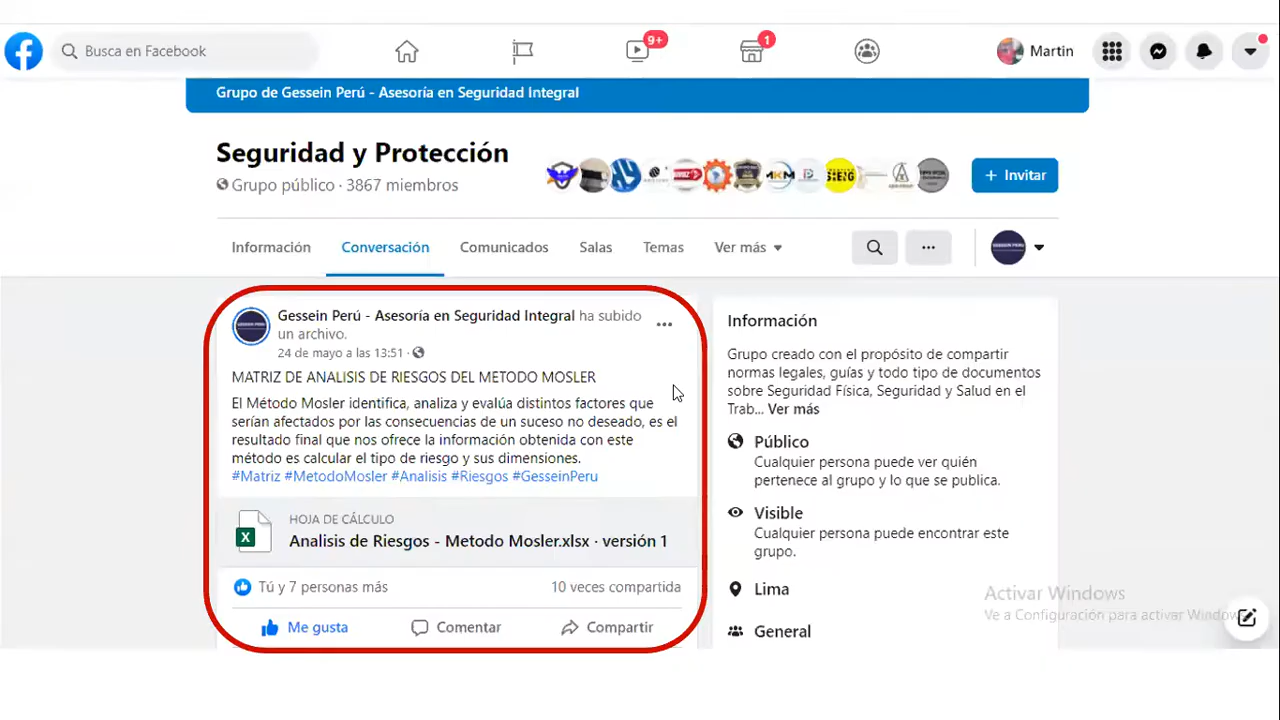 Busca en Facebook
9+
1
Martin
Grupo de Gessein Perú - Asesoría en Seguridad Integral
Seguridad y Protección
Grupo público · 3867 miembros
+ Invitar
Información
Conversación
Comunicados
Salas
Temas
Ver más
Gessein Perú - Asesoría en Seguridad Integral ha subido
un archivo.
24 de mayo a las 13:51 ·
MATRIZ DE ANALISIS DE RIESGOS DEL METODO MOSLER
El Método Mosler identifica, analiza y evalúa distintos factores que
serían afectados por las consecuencias de un suceso no deseado, es el
resultado final que nos ofrece la información obtenida con este
método es calcular el tipo de riesgo y sus dimensiones.
#Matriz #MetodoMosler #Analisis #Riesgos #GesseinPeru
HOJA DE CÁLCULO
Analisis de Riesgos - Metodo Mosler.xlsx · versión 1
Tú y 7 personas más
10 veces compartida
Me gusta
Comentar
Compartir
Información
Grupo creado con el propósito de compartir
normas legales, guías y todo tipo de documentos
sobre Seguridad Física, Seguridad y Salud en el
Trab... Ver más
Público
Cualquier persona puede ver quién
pertenece al grupo y lo que se publica.
Visible
Cualquier persona puede encontrar este
grupo.
Lima
General
Activar Windows
Ve a Configuración para activar Windows